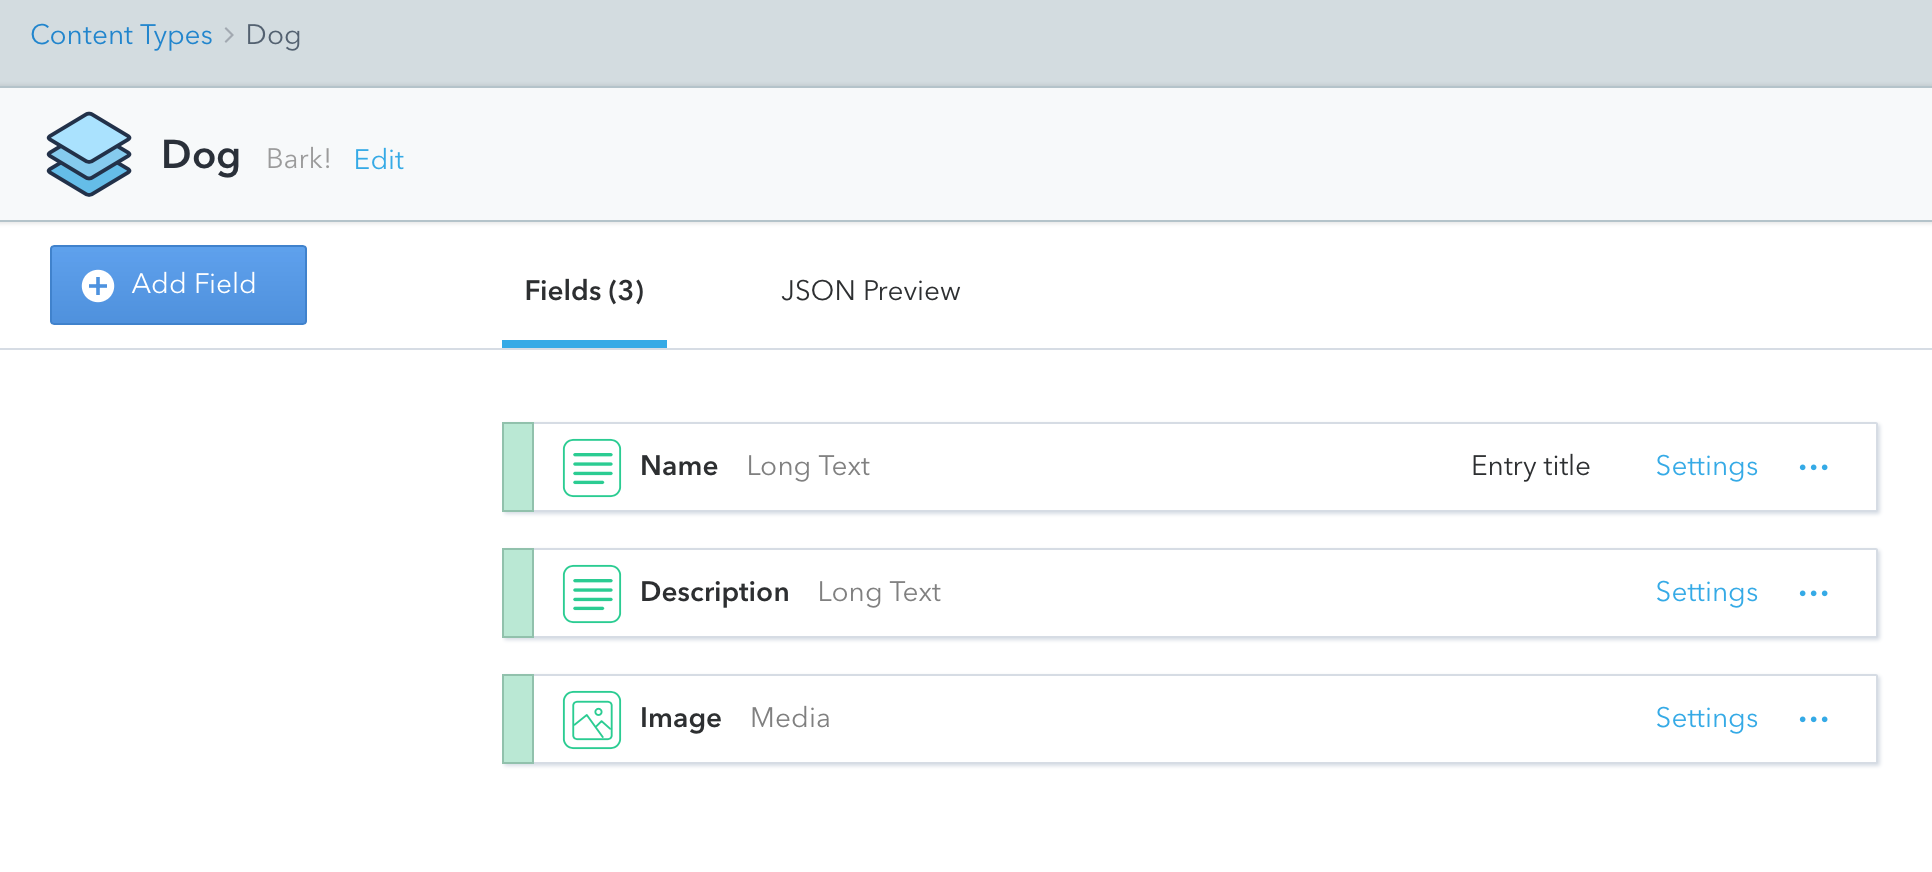 Content Types > Dog
Dog Bark! Edit
Add Field
Fields (3) JSON Preview
Name Long Text Entry title Settings ...
Description Long Text Settings ...
Image Media Settings ...